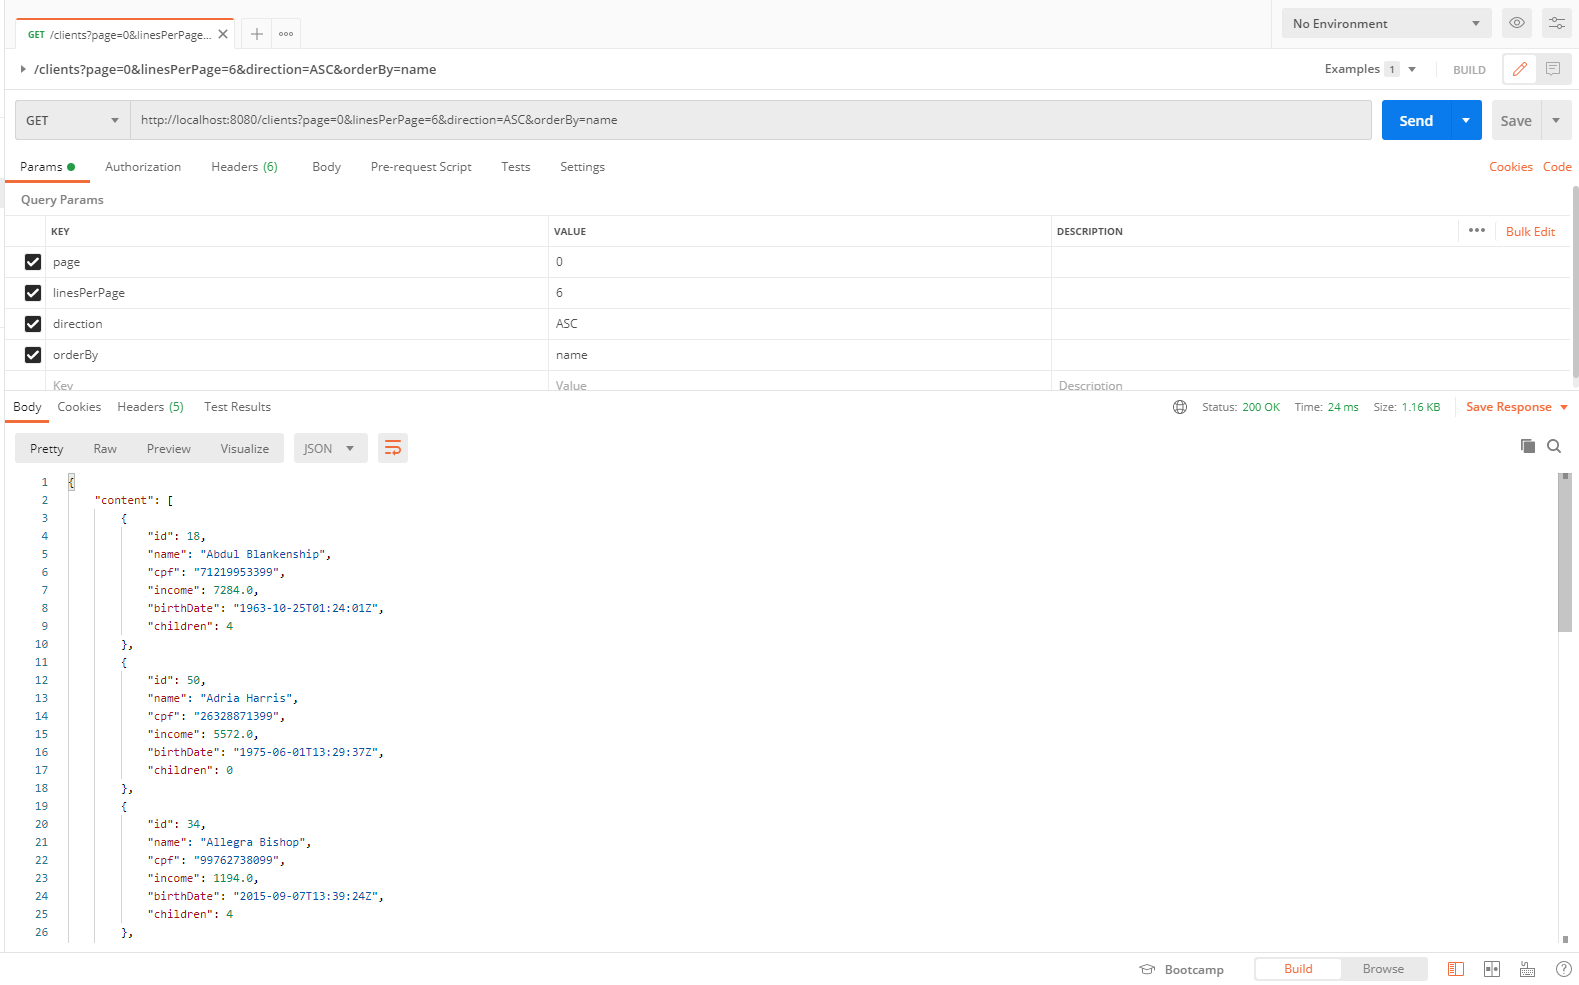 GET /clients?page=0&linesPerPage...
No Environment
/clients?page=0&linesPerPage=6&direction=ASC&orderBy=name
Examples 1
BUILD
GET
http://localhost:8080/clients?page=0&linesPerPage=6&direction=ASC&orderBy=name
Send
Save
Params Authorization Headers (6) Body Pre-request Script Tests Settings Cookies Code
Query Params
KEY VALUE DESCRIPTION Bulk Edit
page 0
linesPerPage 6
direction ASC
orderBy name
Key Value Description
Body Cookies Headers (5) Test Results Status: 200 OK Time: 24 ms Size: 1.16 KB Save Response
Pretty Raw Preview Visualize JSON
1 {
2 "content": [
3 {
4 "id": 18,
5 "name": "Abdul Blankenship",
6 "cpf": "71219953399",
7 "income": 7284.0,
8 "birthDate": "1963-10-25T01:24:01Z",
9 "children": 4
10 },
11 {
12 "id": 50,
13 "name": "Adria Harris",
14 "cpf": "26328871399",
15 "income": 5572.0,
16 "birthDate": "1975-06-01T13:29:37Z",
17 "children": 0
18 },
19 {
20 "id": 34,
21 "name": "Allegra Bishop",
22 "cpf": "99762738099",
23 "income": 1194.0,
24 "birthDate": "2015-09-07T13:39:24Z",
25 "children": 4
26 },
Bootcamp Build Browse